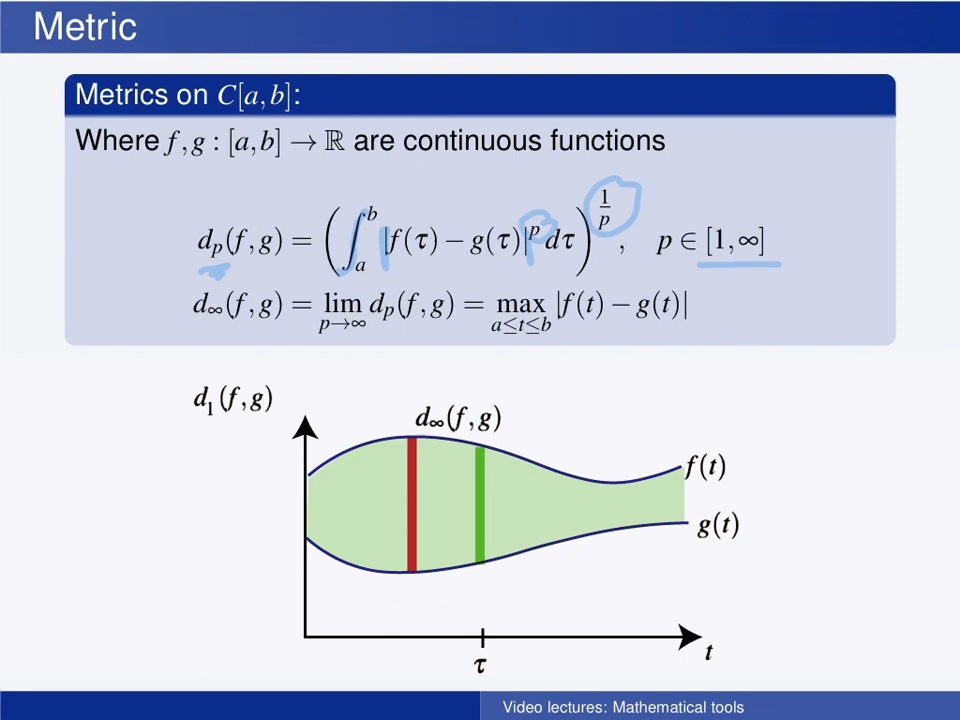 Metric
Metrics on C[a,b]:
Where f,g : [a,b] → ℝ are continuous functions
d_p(f,g) = (∫_a^b |f(τ) − g(τ)|^p dτ)^{1/p}, p ∈ [1,∞]
d_∞(f,g) = lim_{p→∞} d_p(f,g) = max_{a≤t≤b} |f(t) − g(t)|
d_1(f,g)
d_∞(f,g)
f(t)
g(t)
t
τ
Video lectures: Mathematical tools